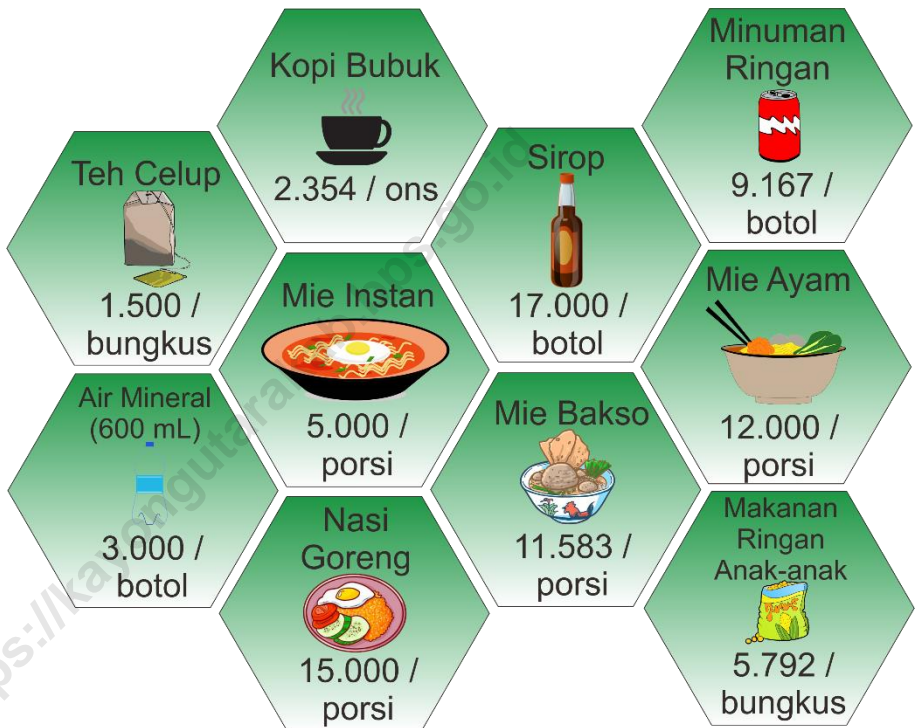 Kopi Bubuk
2.354 / ons
Minuman
Ringan
9.167 /
botol
Teh Celup
1.500 /
bungkus
Sirop
17.000 /
botol
Mie Instan
5.000 /
porsi
Mie Ayam
12.000 /
porsi
Air Mineral
(600 mL)
3.000 /
botol
Mie Bakso
11.583 /
porsi
Nasi
Goreng
15.000 /
porsi
Makanan
Ringan
Anak-anak
5.792 /
bungkus